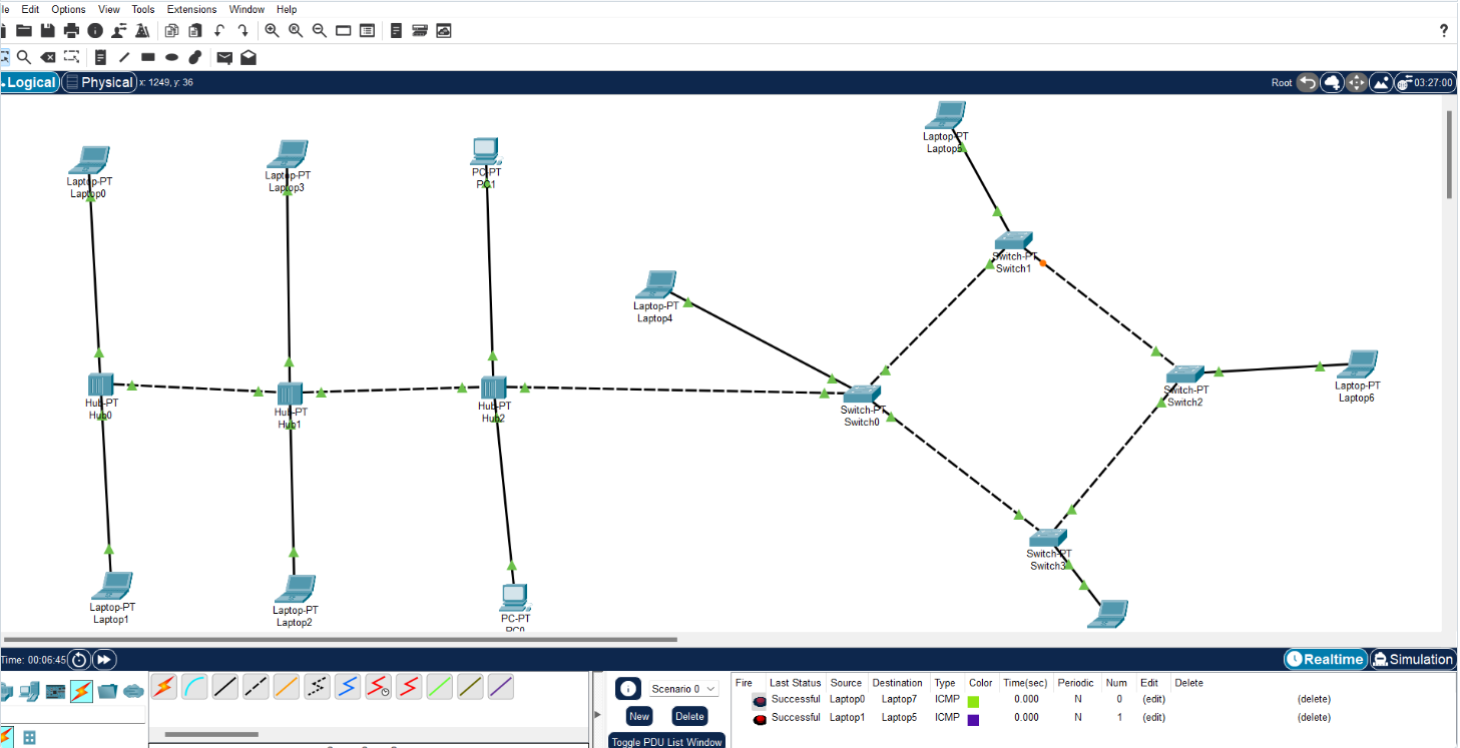 le Edit Options View Tools Extensions Window Help
?
Logical Physical x: 1249, y: 36 Root 03:27:00
Laptop-PT
Laptop5
Laptop-PT
Laptop0
Laptop-PT
Laptop3
PC-PT
PC1
Switch-PT
Switch1
Laptop-PT
Laptop4
Hub-PT
Hub0
Hub-PT
Hub1
Hub-PT
Hub2
Switch-PT
Switch0
Switch-PT
Switch2
Laptop-PT
Laptop6
Switch-PT
Switch3
Laptop-PT
Laptop1
Laptop-PT
Laptop2
PC-PT
PC0
Time: 00:06:45 Realtime Simulation
Scenario 0
New Delete
Toggle PDU List Window
Fire Last Status Source Destination Type Color Time(sec) Periodic Num Edit Delete
Successful Laptop0 Laptop7 ICMP 0.000 N 0 (edit) (delete)
Successful Laptop1 Laptop5 ICMP 0.000 N 1 (edit) (delete)